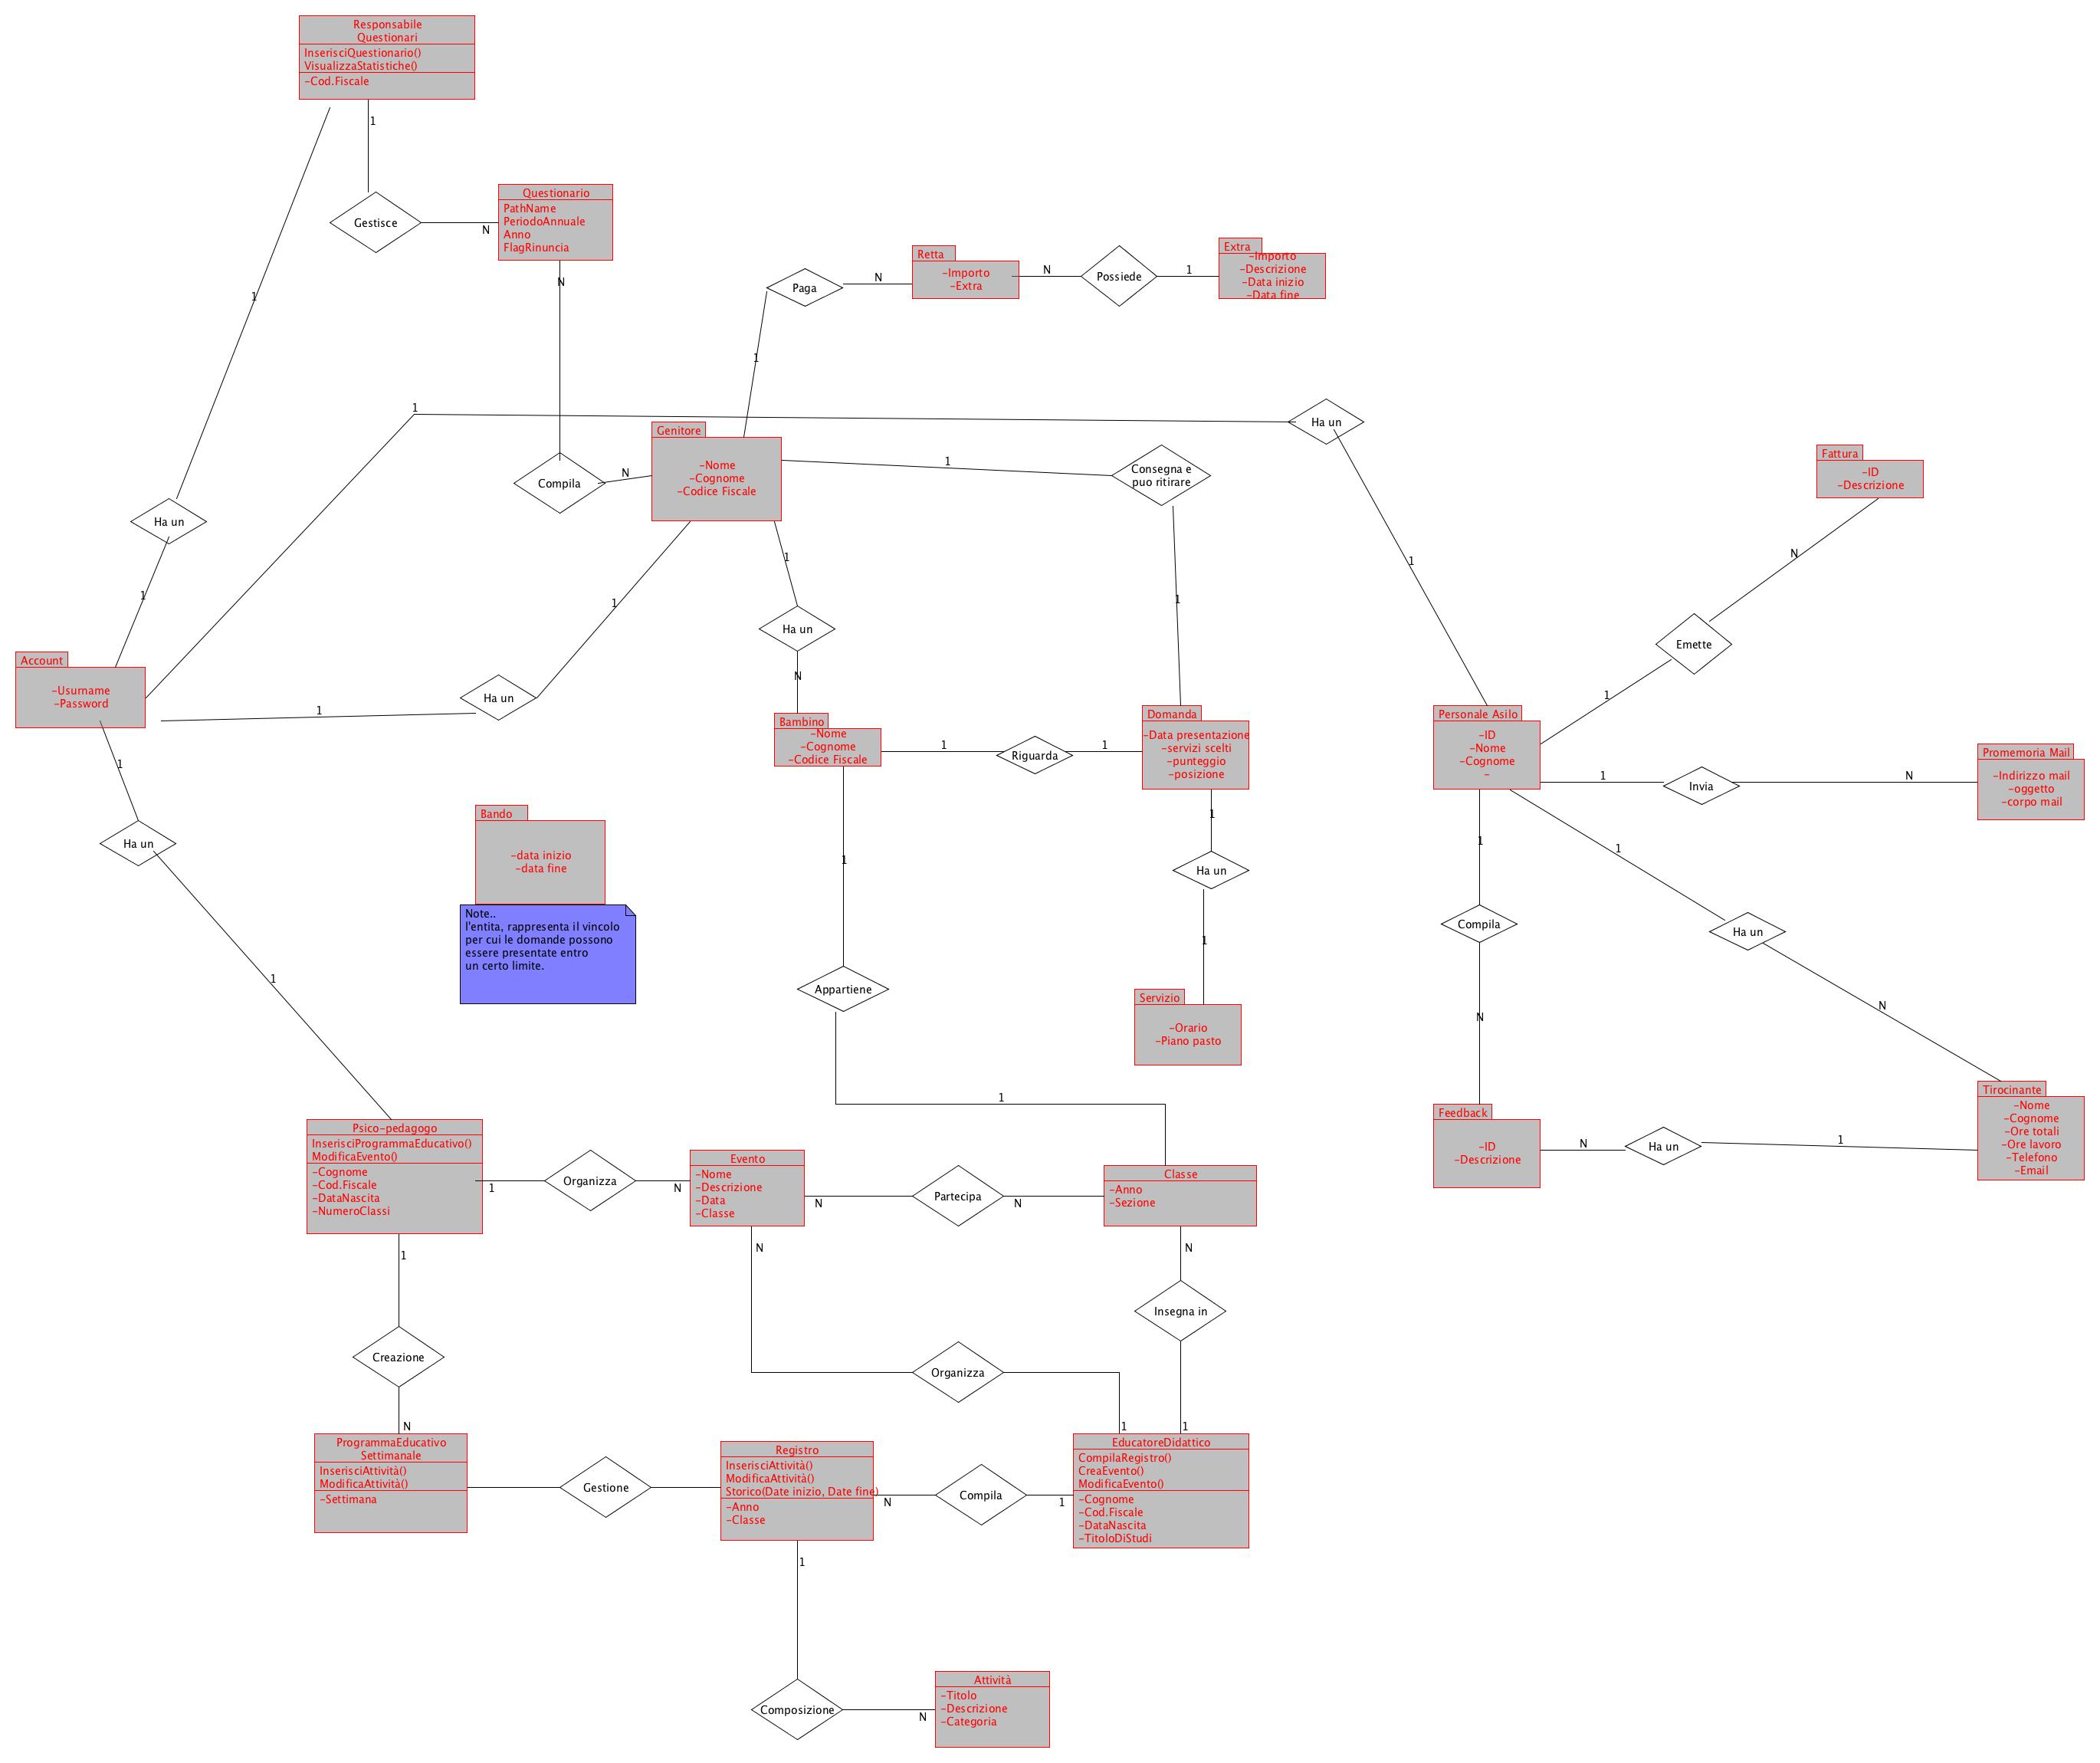 Responsabile
Questionari
InserisciQuestionario()
VisualizzaStatistiche()
-Cod.Fiscale
1
Gestisce
N
Questionario
PathName
PeriodoAnnuale
Anno
FlagRinuncia
N
1
Paga
N
Retta
-Importo
-Extra
N
Possiede
1
Extra
-Importo
-Descrizione
-Data inizio
-Data fine
1
1
Ha un
Genitore
-Nome
-Cognome
-Codice Fiscale
Compila
N
1
Consegna e
puo ritirare
Fattura
-ID
-Descrizione
Ha un
1
1
1
1
1
N
Ha un
Emette
1
Account
-Usurname
-Password
1
Ha un
N
Bambino
-Nome
-Cognome
-Codice Fiscale
1
Riguarda
1
Domanda
-Data presentazione
-servizi scelti
-punteggio
-posizione
Personale Asilo
-ID
-Nome
-Cognome
-
1
Invia
N
Promemoria Mail
-Indirizzo mail
-oggetto
-corpo mail
1
Ha un
Bando
-data inizio
-data fine
Note..
l'entita, rappresenta il vincolo
per cui le domande possono
essere presentate entro
un certo limite.
1
1
Ha un
1
1
1
Compila
Ha un
1
Appartiene
N
N
Servizio
-Orario
-Piano pasto
1
Feedback
-ID
-Descrizione
N
Ha un
1
Tirocinante
-Nome
-Cognome
-Ore totali
-Ore lavoro
-Telefono
-Email
Psico-pedagogo
InserisciProgrammaEducativo()
ModificaEvento()
-Cognome
-Cod.Fiscale
-DataNascita
-NumeroClassi
1
Organizza
N
Evento
-Nome
-Descrizione
-Data
-Classe
N
Partecipa
N
Classe
-Anno
-Sezione
1
N
N
Insegna in
Creazione
Organizza
N
1
1
ProgrammaEducativo
Settimanale
InserisciAttività()
ModificaAttività()
-Settimana
Gestione
Registro
InserisciAttività()
ModificaAttività()
Storico(Date inizio, Date fine)
-Anno
-Classe
N
Compila
1
EducatoreDidattico
CompilaRegistro()
CreaEvento()
ModificaEvento()
-Cognome
-Cod.Fiscale
-DataNascita
-TitoloDiStudi
1
Composizione
N
Attività
-Titolo
-Descrizione
-Categoria